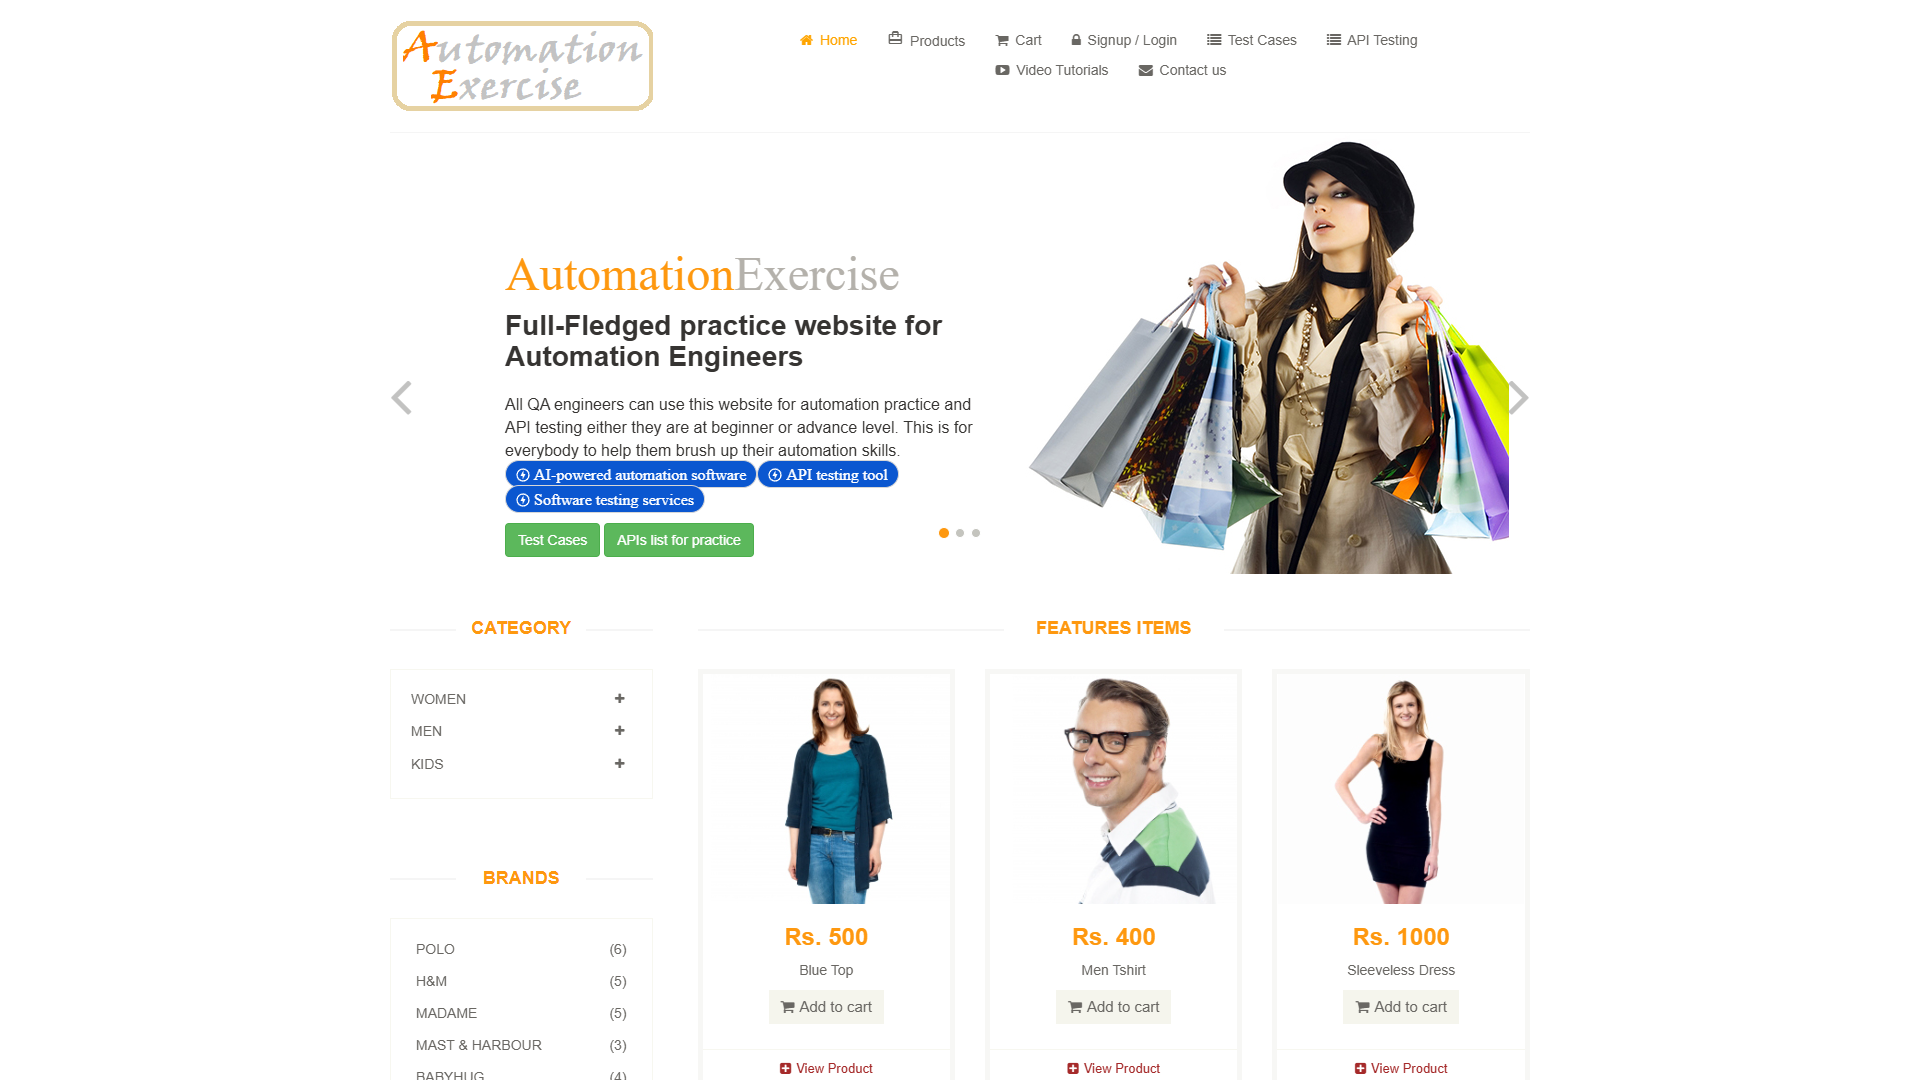 Automation
Exercise
Home
Products
Cart
Signup / Login
Test Cases
API Testing
Video Tutorials
Contact us
AutomationExercise
Full-Fledged practice website for
Automation Engineers
All QA engineers can use this website for automation practice and
API testing either they are at beginner or advance level. This is for
everybody to help them brush up their automation skills.
AI-powered automation software
API testing tool
Software testing services
Test Cases
APIs list for practice
CATEGORY
WOMEN
MEN
KIDS
BRANDS
POLO (6)
H&M (5)
MADAME (5)
MAST & HARBOUR (3)
BABYHUG (4)
FEATURES ITEMS
Rs. 500
Blue Top
Add to cart
View Product
Rs. 400
Men Tshirt
Add to cart
View Product
Rs. 1000
Sleeveless Dress
Add to cart
View Product